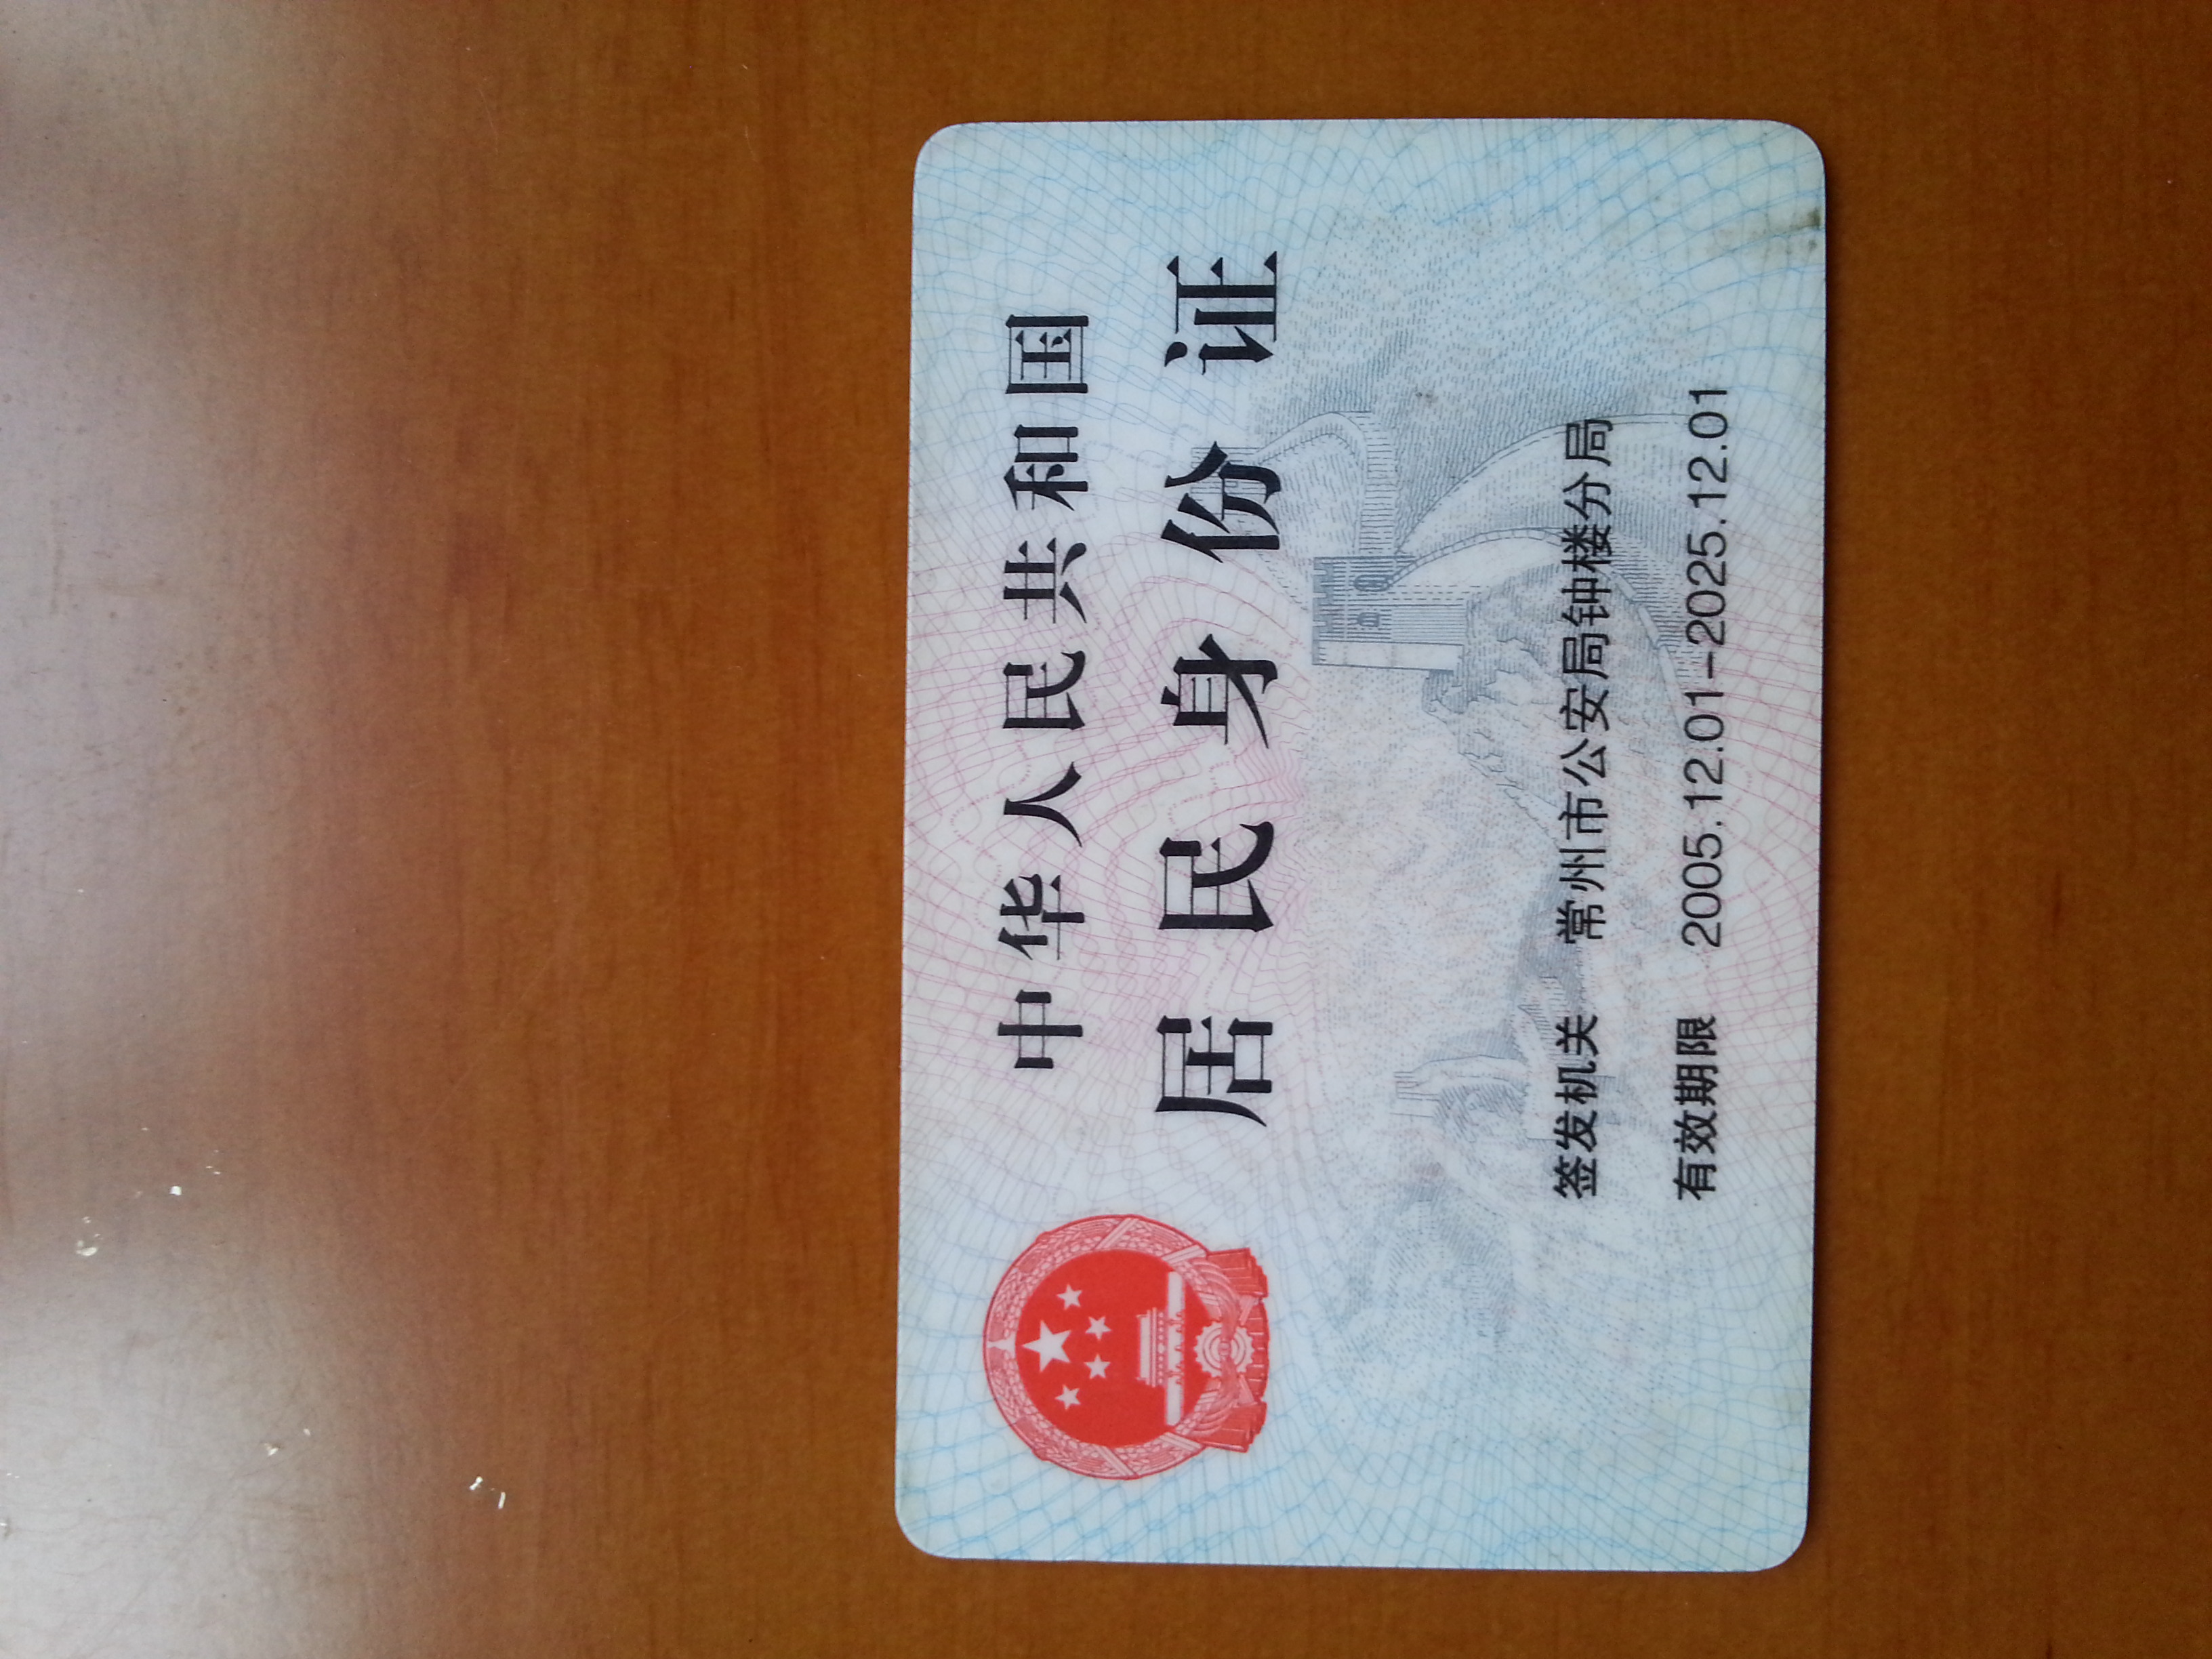 中华人民共和国
居民身份证
签发机关 常州市公安局钟楼分局
有效期限 2005.12.01-2025.12.01